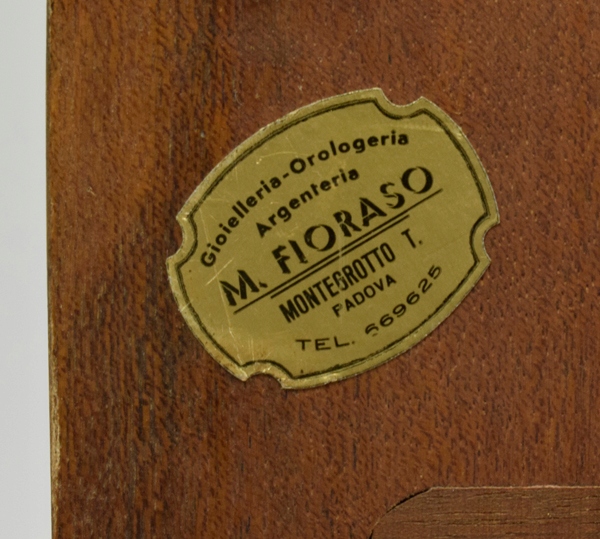 Gioielleria-Orologeria
Argenteria
M. FIORASO
MONTEGROTTO T.
PADOVA
TEL. 669625